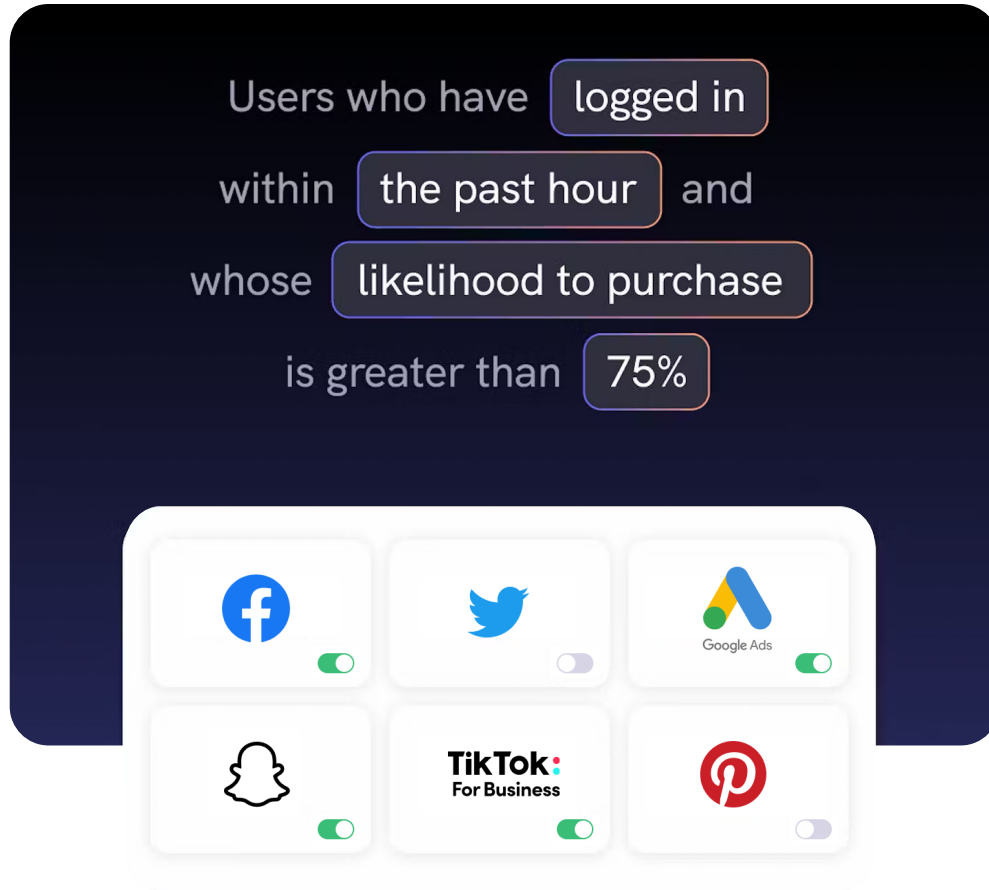 Users who have logged in
within the past hour and
whose likelihood to purchase
is greater than 75%
Google Ads
TikTok:
For Business